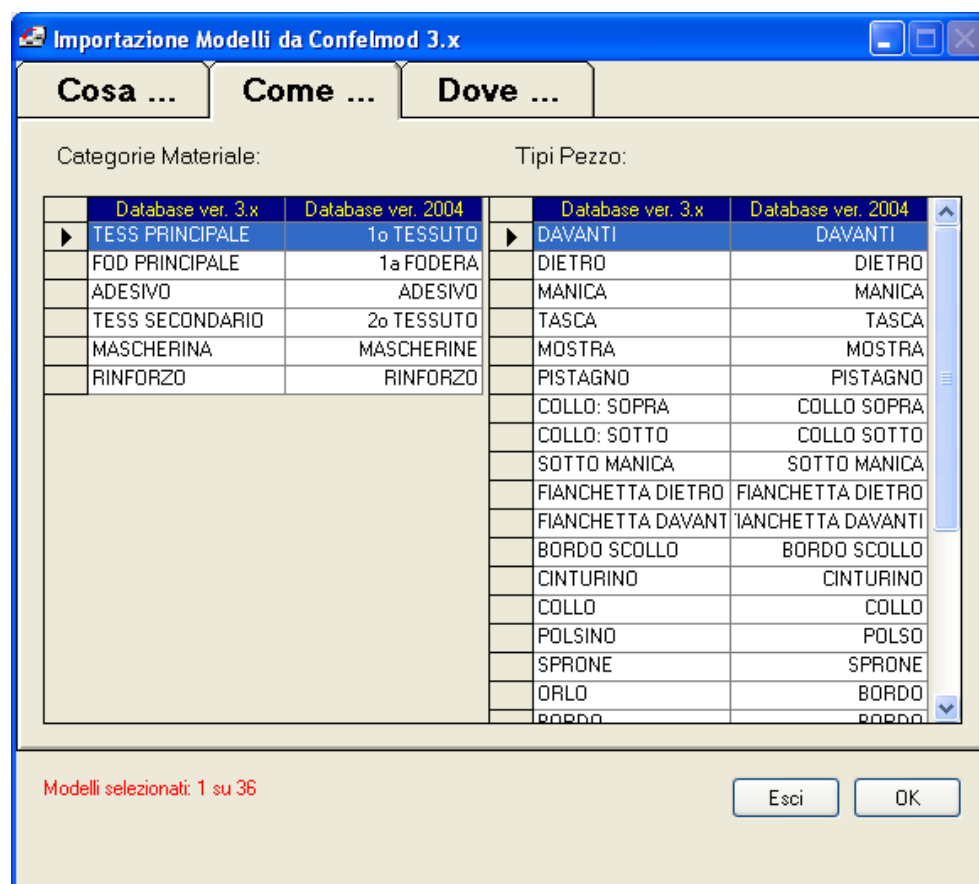 Importazione Modelli da Confelmod 3.x
Cosa ... Come ... Dove ...
Categorie Materiale: Tipi Pezzo:
Database ver. 3.x Database ver. 2004
TESS PRINCIPALE 1o TESSUTO
FOD PRINCIPALE 1a FODERA
ADESIVO ADESIVO
TESS SECONDARIO 2o TESSUTO
MASCHERINA MASCHERINE
RINFORZO RINFORZO
Database ver. 3.x Database ver. 2004
DAVANTI DAVANTI
DIETRO DIETRO
MANICA MANICA
TASCA TASCA
MOSTRA MOSTRA
PISTAGNO PISTAGNO
COLLO: SOPRA COLLO SOPRA
COLLO: SOTTO COLLO SOTTO
SOTTO MANICA SOTTO MANICA
FIANCHETTA DIETRO FIANCHETTA DIETRO
FIANCHETTA DAVANT IANCHETTA DAVANTI
BORDO SCOLLO BORDO SCOLLO
CINTURINO CINTURINO
COLLO COLLO
POLSINO POLSO
SPRONE SPRONE
ORLO BORDO
BORDO BORDO
Modelli selezionati: 1 su 36
Esci OK